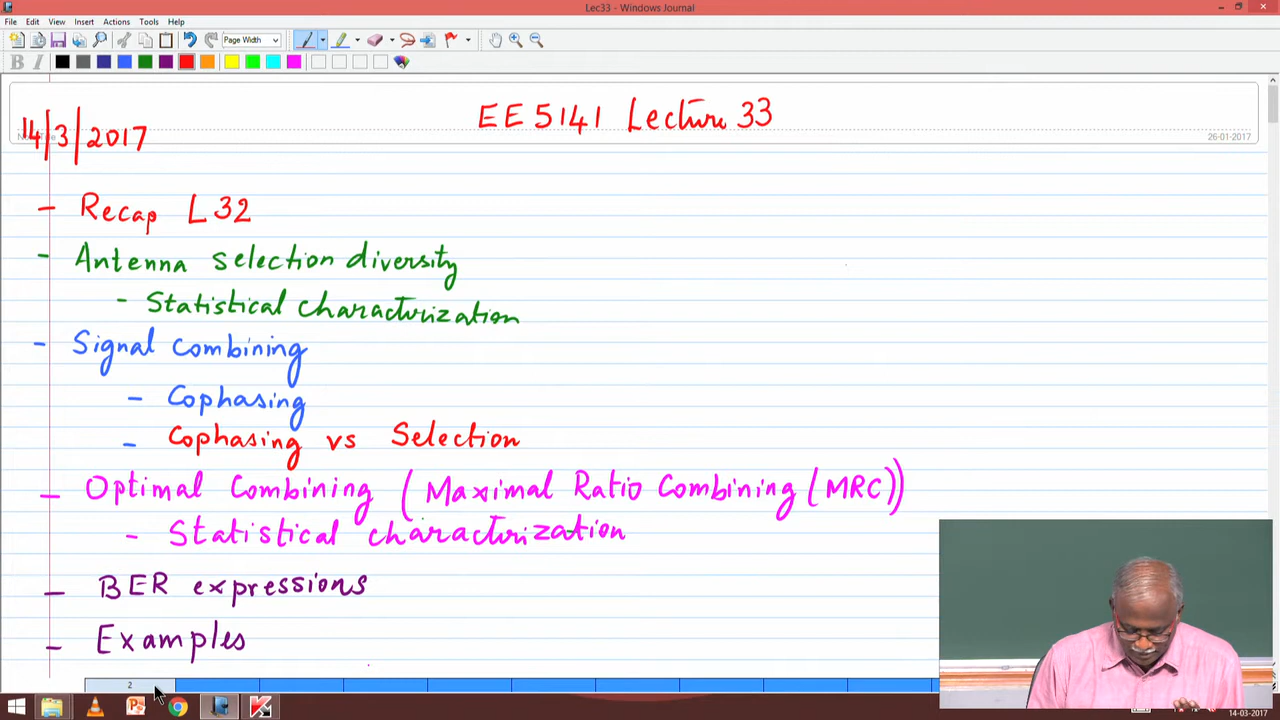 Lec33 - Windows Journal
File Edit View Insert Actions Tools Help
Page Width
B I
EE 5141 Lecture 33
14/3/2017
26-01-2017
- Recap L32
- Antenna selection diversity
- Statistical characterization
- Signal Combining
- Cophasing
- Cophasing vs Selection
- Optimal Combining (Maximal Ratio Combining (MRC))
- Statistical characterization
- BER expressions
- Examples
2
14-03-2017